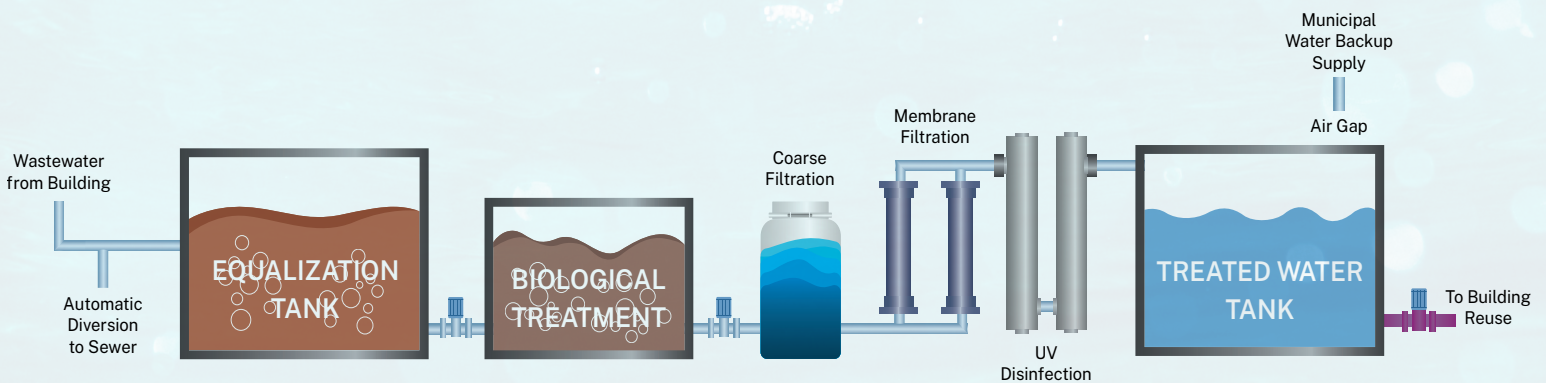 Wastewater
from Building
Automatic
Diversion
to Sewer
EQUALIZATION
TANK
BIOLOGICAL
TREATMENT
Coarse
Filtration
Membrane
Filtration
UV
Disinfection
Municipal
Water Backup
Supply
Air Gap
TREATED WATER
TANK
To Building
Reuse